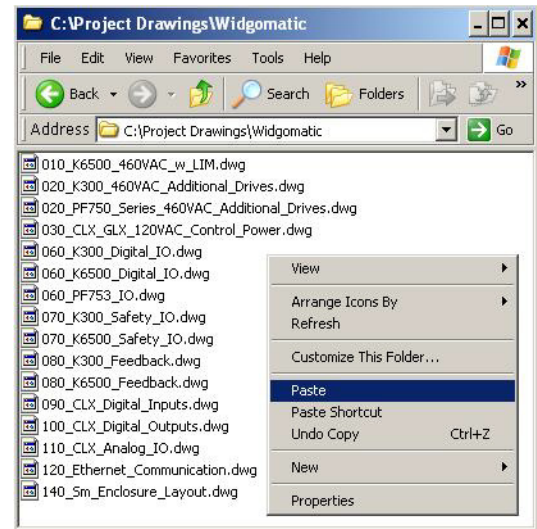 C:\Project Drawings\Widgomatic
File Edit View Favorites Tools Help
Back Search Folders »
Address C:\Project Drawings\Widgomatic Go
010_K6500_460VAC_w_LIM.dwg
020_K300_460VAC_Additional_Drives.dwg
020_PF750_Series_460VAC_Additional_Drives.dwg
030_CLX_GLX_120VAC_Control_Power.dwg
060_K300_Digital_IO.dwg
060_K6500_Digital_IO.dwg
060_PF753_IO.dwg
070_K300_Safety_IO.dwg
070_K6500_Safety_IO.dwg
080_K300_Feedback.dwg
080_K6500_Feedback.dwg
090_CLX_Digital_Inputs.dwg
100_CLX_Digital_Outputs.dwg
110_CLX_Analog_IO.dwg
120_Ethernet_Communication.dwg
140_Sm_Enclosure_Layout.dwg
View
Arrange Icons By
Refresh
Customize This Folder...
Paste
Paste Shortcut
Undo Copy Ctrl+Z
New
Properties